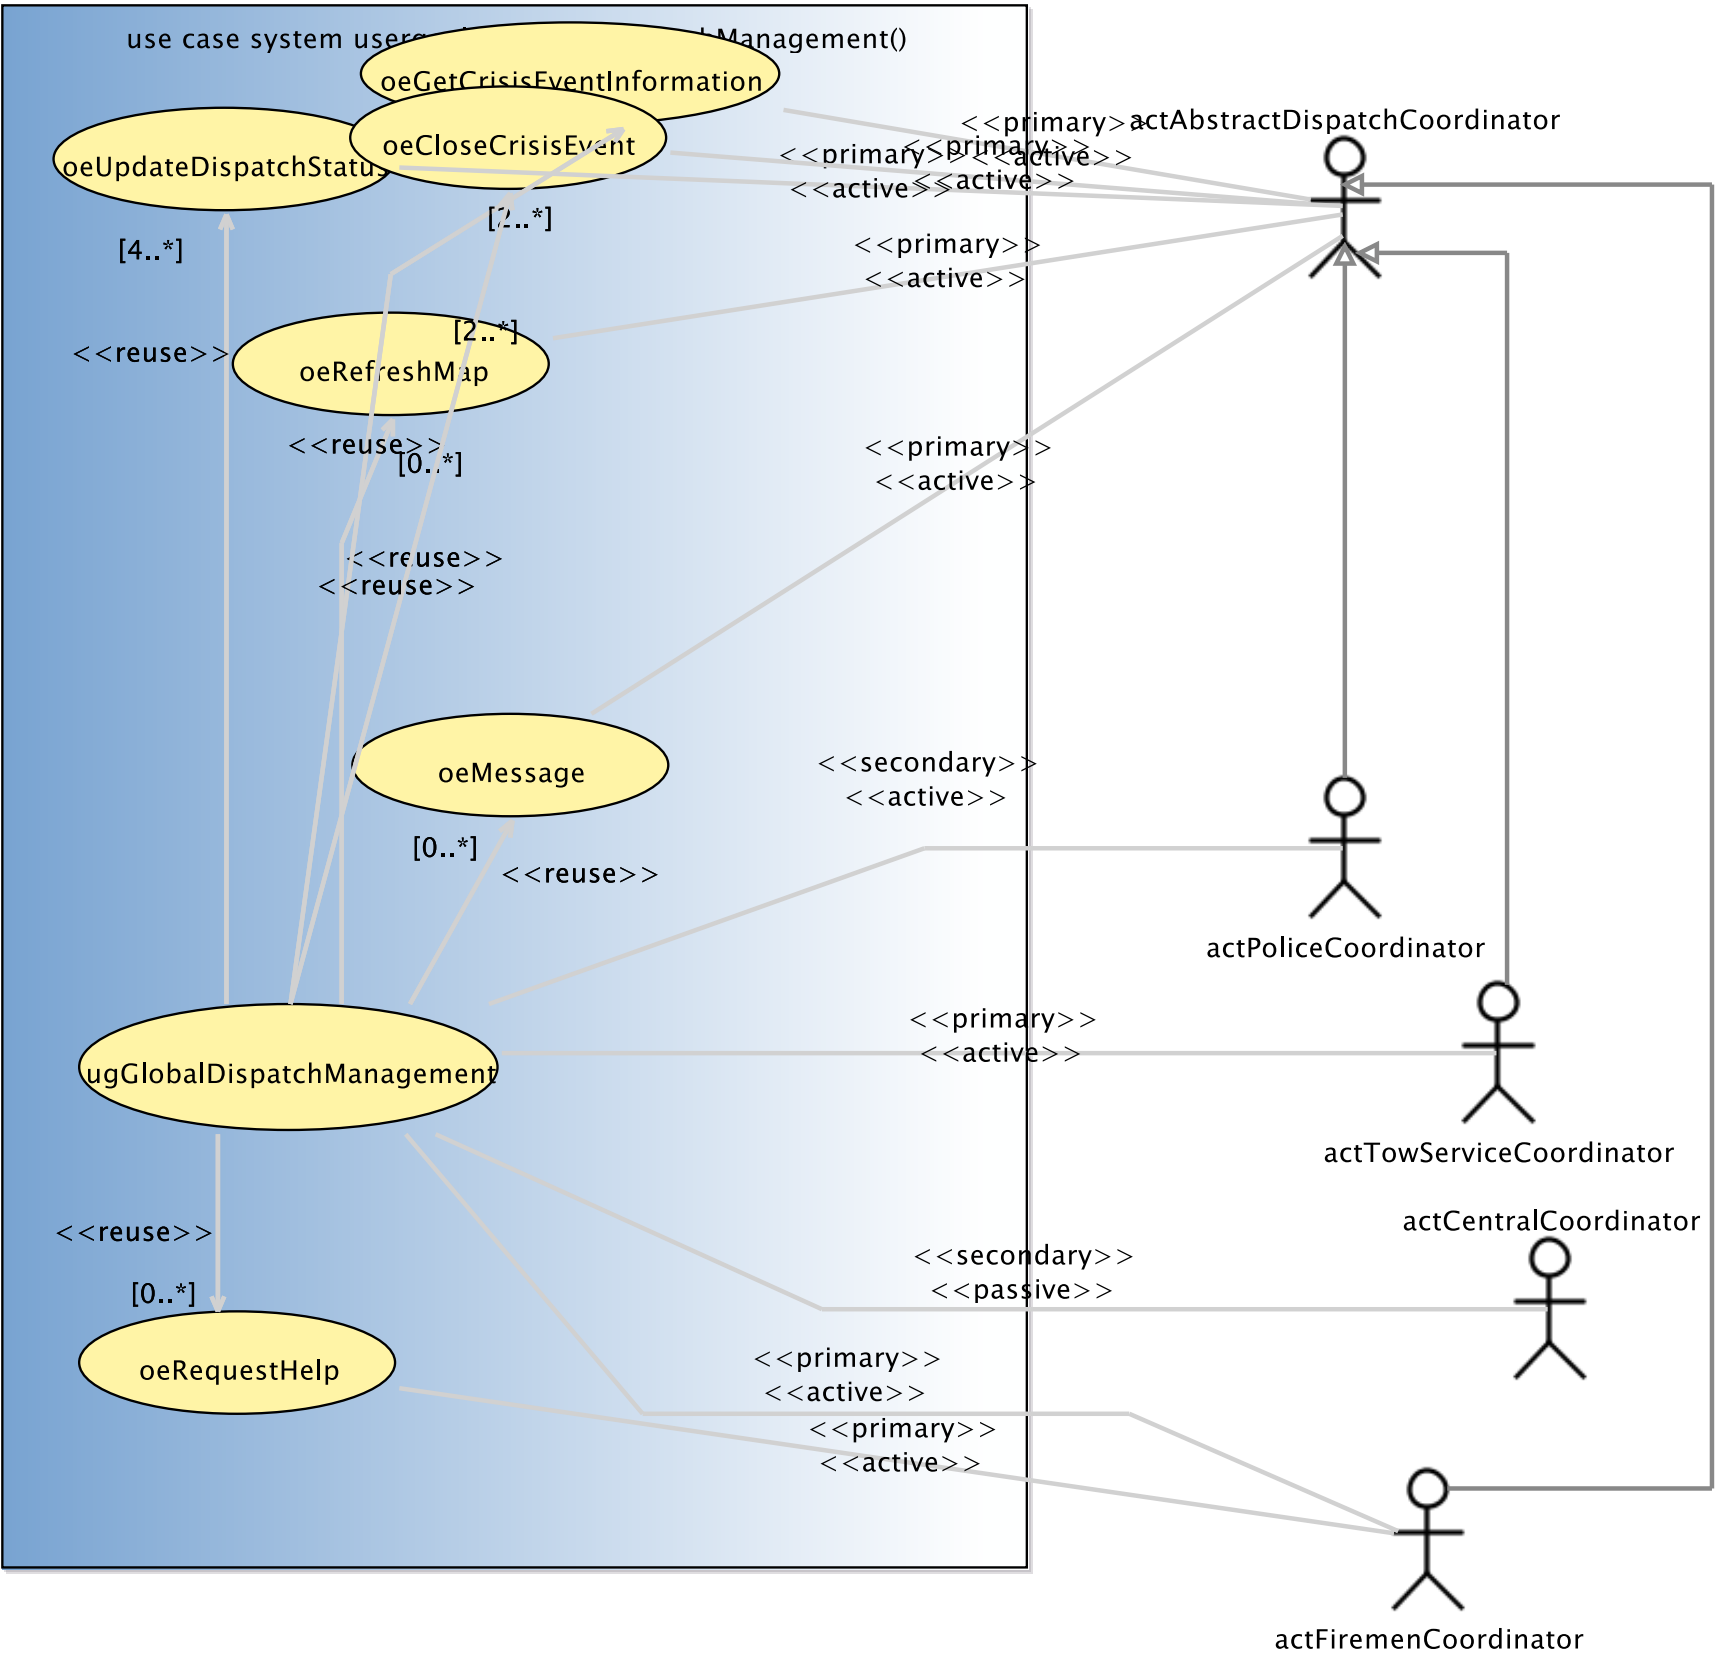 use case system userg
Management()
oeGetCrisisEventInformation
oeCloseCrisisEvent
oeUpdateDispatchStatus
<<primary>>
<<active>>
<<primary>>
<<active>>
<<primary>>
<<active>>
actAbstractDispatchCoordinator
[2..*]
[4..*]
<<primary>>
<<active>>
[2..*]
<<reuse>>
oeRefreshMap
<<reuse>>
[0..*]
<<primary>>
<<active>>
<<reuse>>
<<reuse>>
oeMessage
<<secondary>>
<<active>>
[0..*]
<<reuse>>
actPoliceCoordinator
<<primary>>
<<active>>
ugGlobalDispatchManagement
actTowServiceCoordinator
actCentralCoordinator
<<reuse>>
<<secondary>>
<<passive>>
[0..*]
oeRequestHelp
<<primary>>
<<active>>
<<primary>>
<<active>>
actFiremenCoordinator